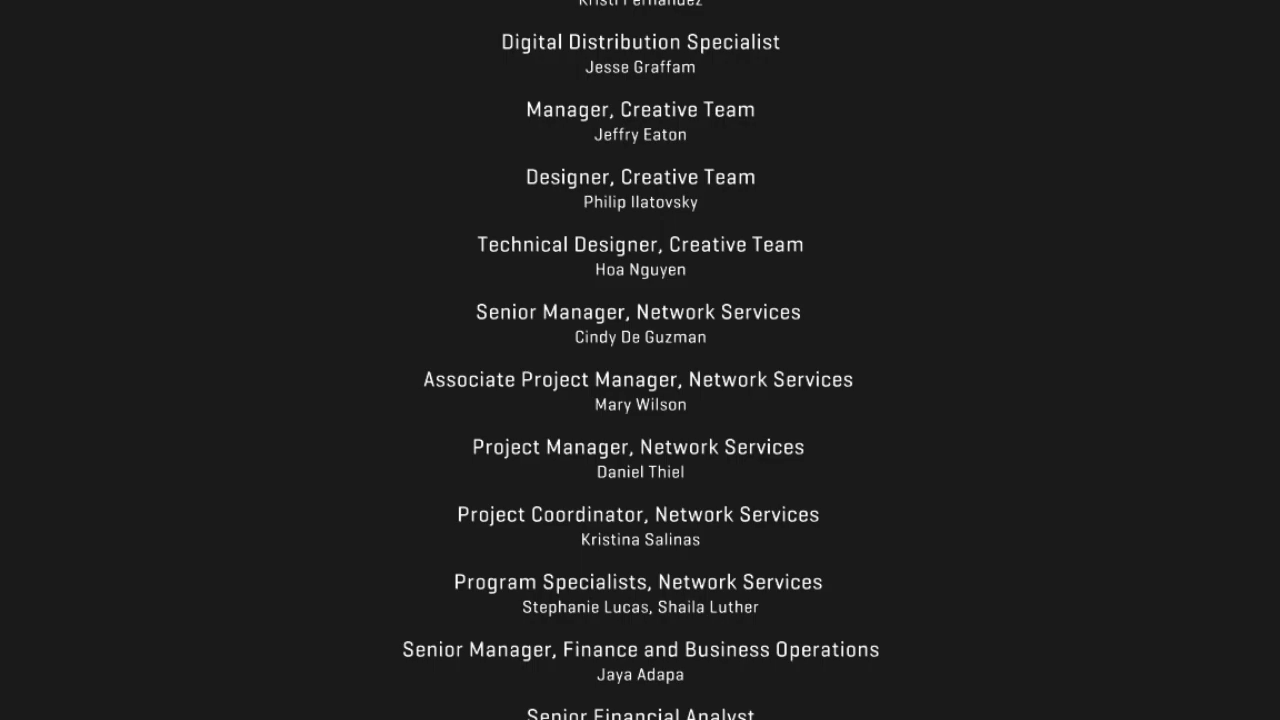 Kristi Fernandez
Digital Distribution Specialist
Jesse Graffam
Manager, Creative Team
Jeffry Eaton
Designer, Creative Team
Philip Ilatovsky
Technical Designer, Creative Team
Hoa Nguyen
Senior Manager, Network Services
Cindy De Guzman
Associate Project Manager, Network Services
Mary Wilson
Project Manager, Network Services
Daniel Thiel
Project Coordinator, Network Services
Kristina Salinas
Program Specialists, Network Services
Stephanie Lucas, Shaila Luther
Senior Manager, Finance and Business Operations
Jaya Adapa
Senior Financial Analyst